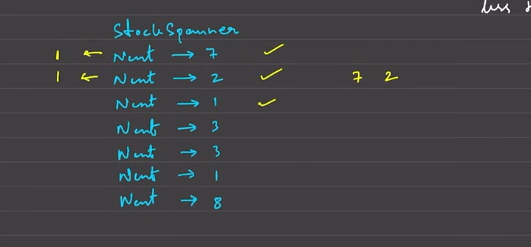 less
StockSpanner
1 ← Next → 7 ✓
1 ← Next → 2 ✓ 7 2
Next → 1 ✓
Next → 3
Next → 3
Next → 1
Next → 8